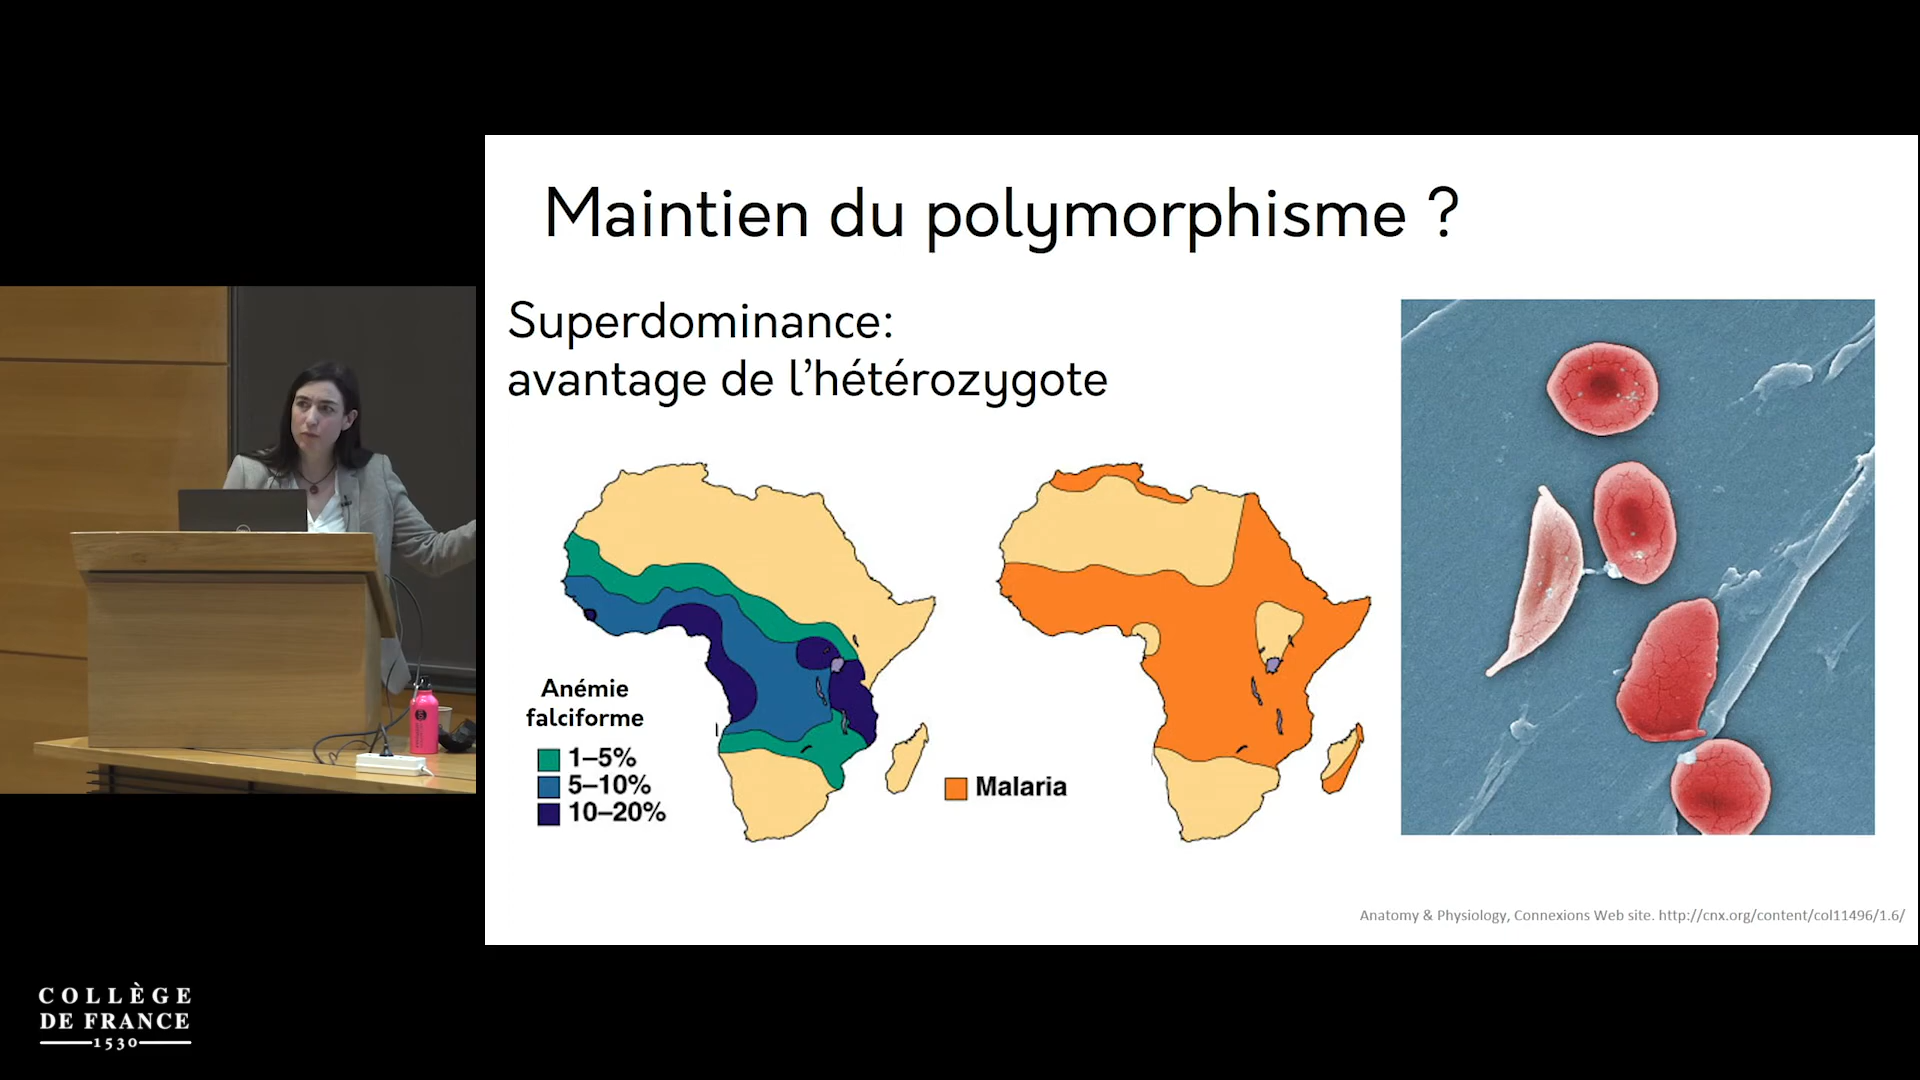 Maintien du polymorphisme ?
Superdominance:
avantage de l’hétérozygote
Anémie
falciforme
1–5%
5–10%
10–20%
Malaria
Anatomy & Physiology, Connexions Web site. http://cnx.org/content/col11496/1.6/
COLLÈGE
DE FRANCE
1530